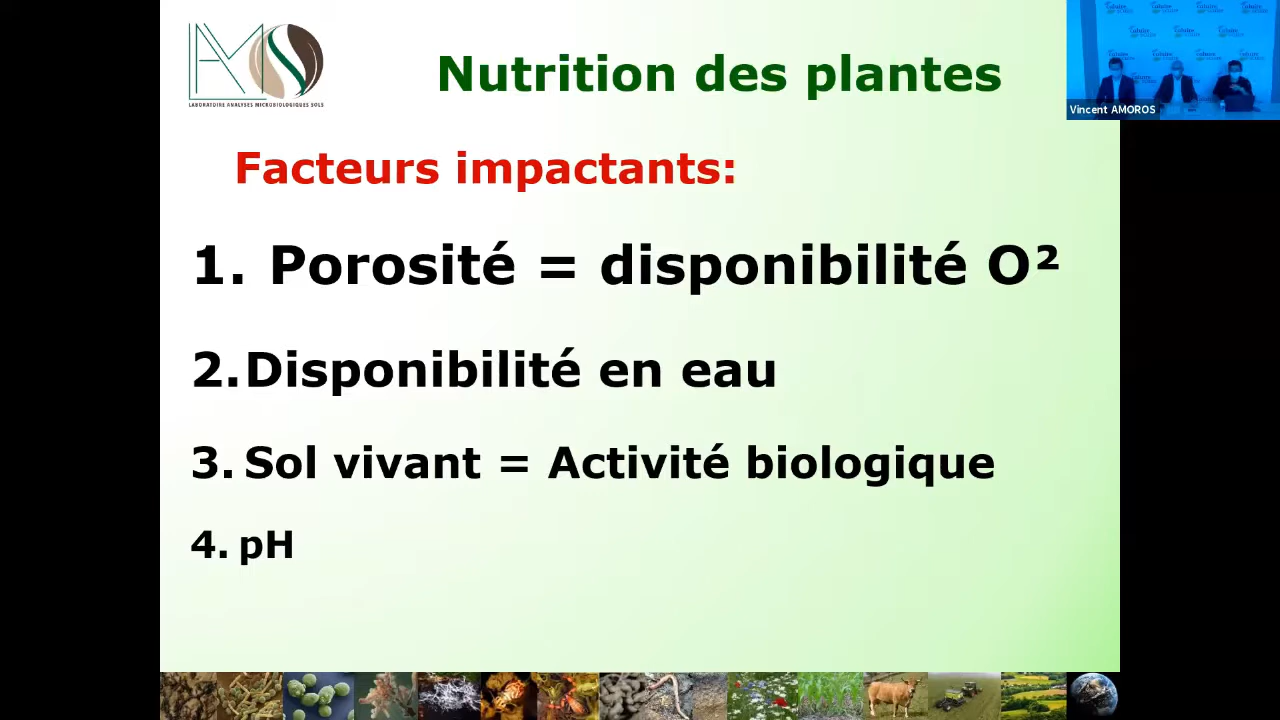 LAMS
LABORATOIRE ANALYSES MICROBIOLOGIQUES SOLS
Nutrition des plantes
Vincent AMOROS
Facteurs impactants:
1. Porosité = disponibilité O²
2. Disponibilité en eau
3. Sol vivant = Activité biologique
4. pH